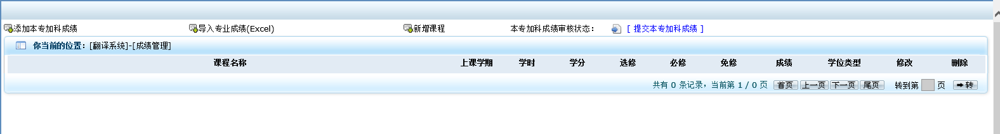 添加本专加科成绩 导入专业成绩(Excel) 新增课程 本专加科成绩审核状态： [ 提交本专加科成绩 ]
你当前的位置：[翻译系统]-[成绩管理]
课程名称 上课学期 学时 学分 选修 必修 免修 成绩 学位类型 修改 删除
共有 0 条记录，当前第 1 / 0 页 首页 上一页 下一页 尾页 转到第 页 转